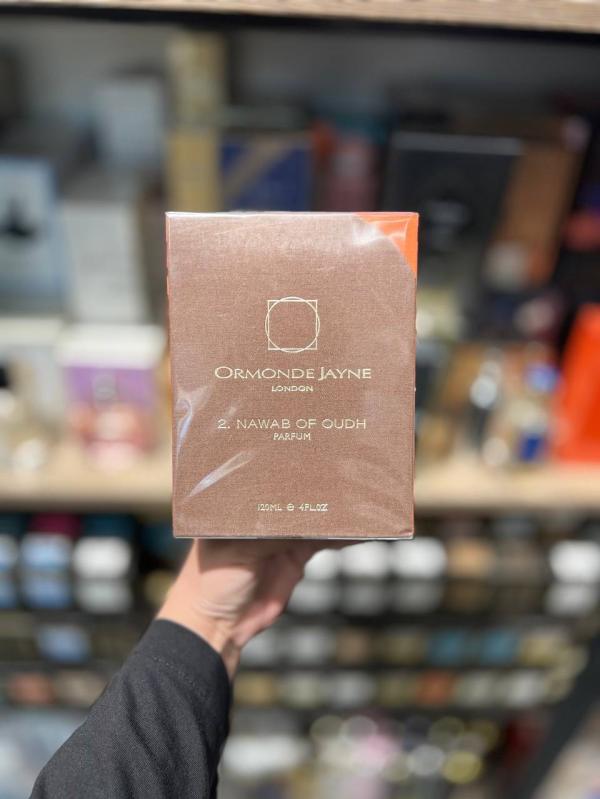 ORMONDE JAYNE
LONDON
2. NAWAB OF OUDH
PARFUM
120ML ℮ 4FL.OZ